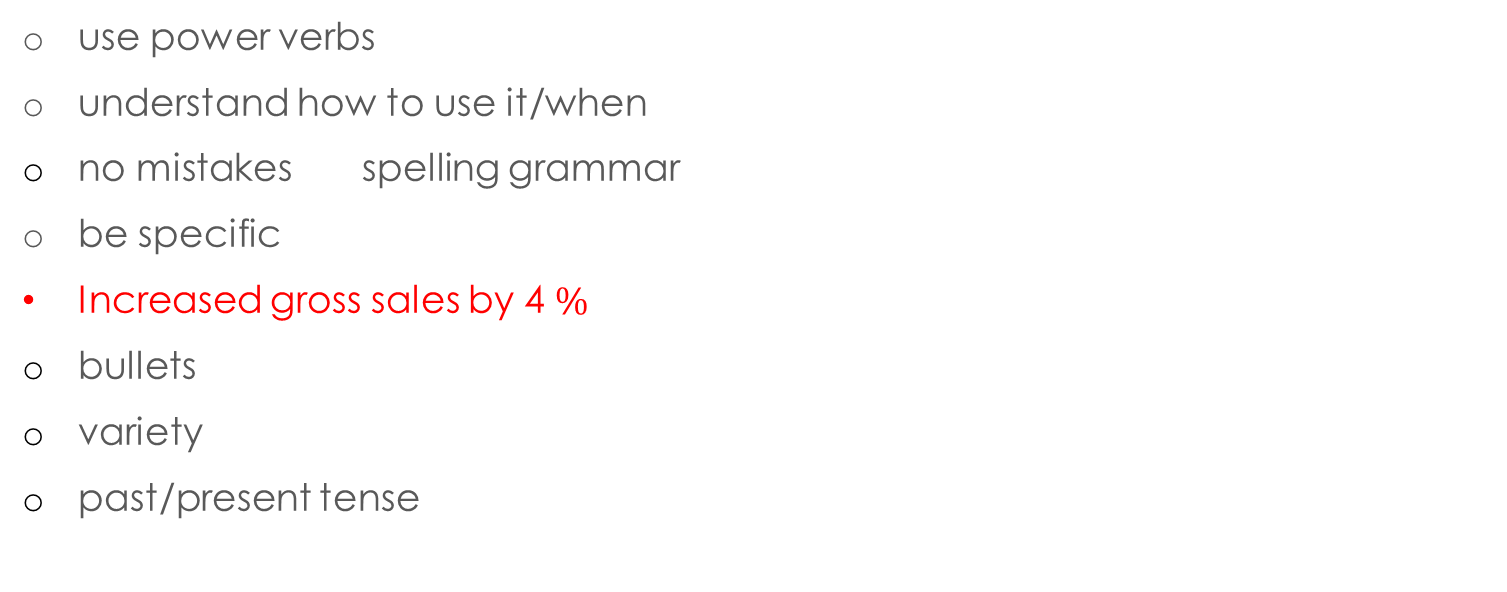 o use power verbs
o understand how to use it/when
o no mistakes spelling grammar
o be specific
• Increased gross sales by 4 %
o bullets
o variety
o past/present tense